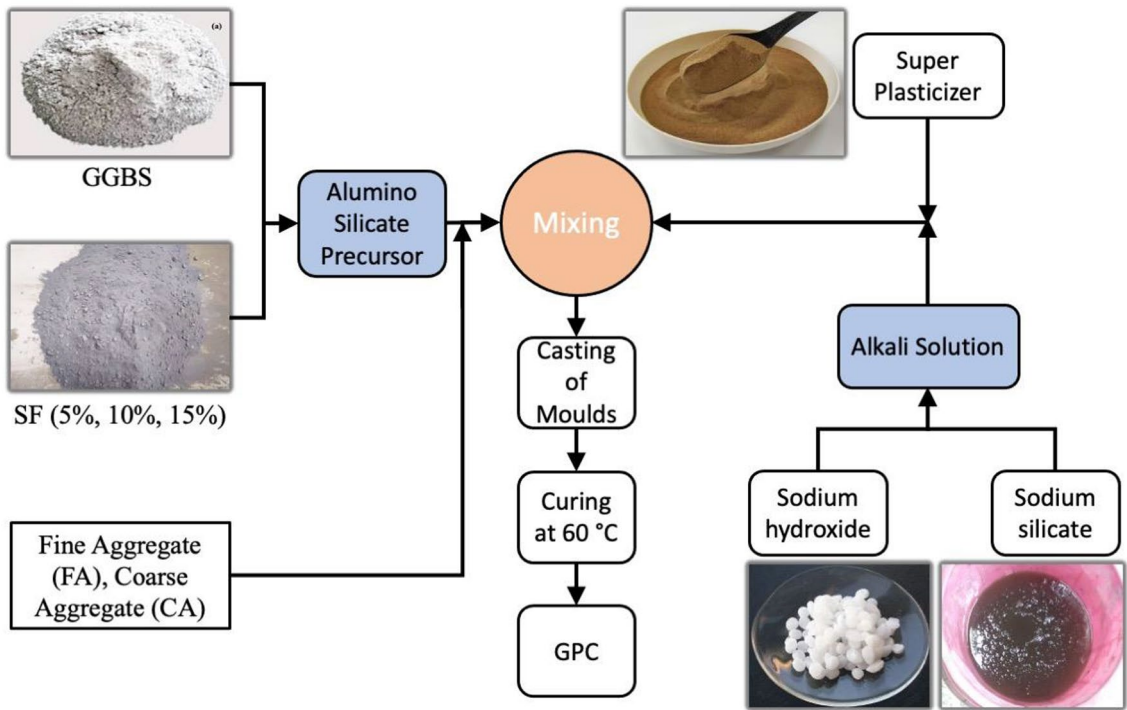 (a)
GGBS
SF (5%, 10%, 15%)
Fine Aggregate
(FA), Coarse
Aggregate (CA)
Alumino
Silicate
Precursor
Mixing
Casting
of
Moulds
Curing
at 60 °C
GPC
Super
Plasticizer
Alkali Solution
Sodium
hydroxide
Sodium
silicate